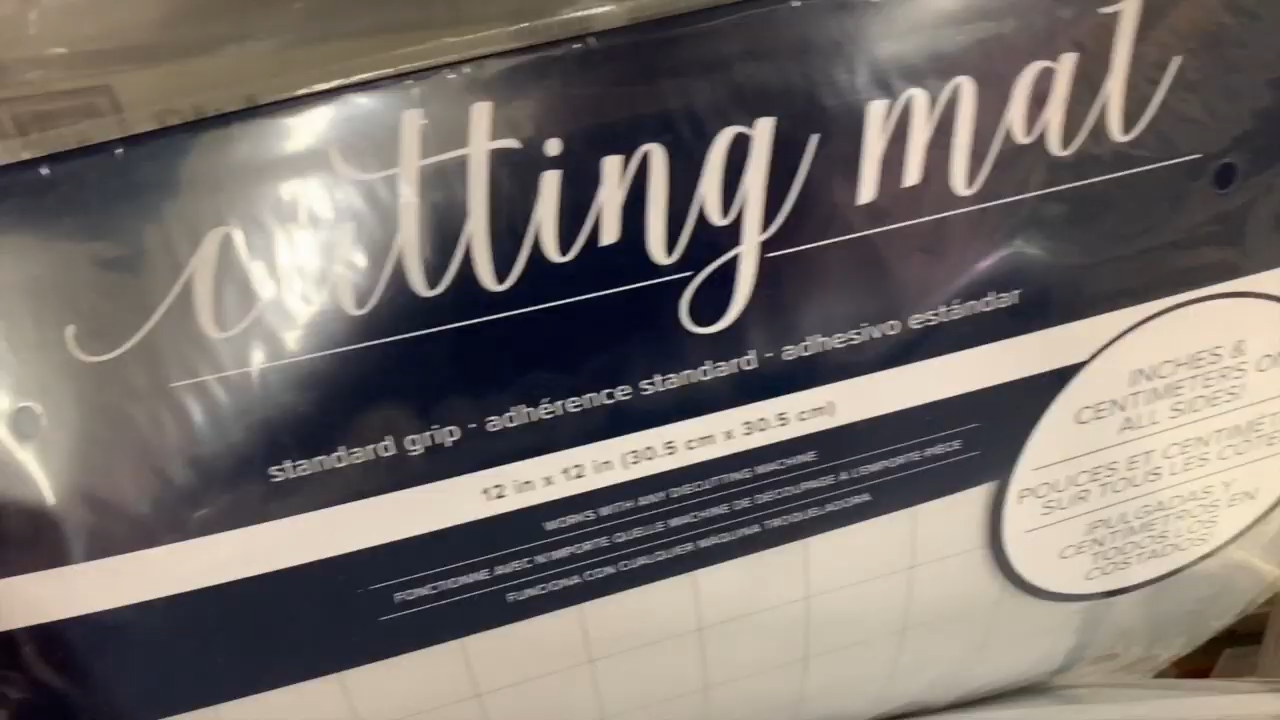 cutting mat
standard grip · adhérence standard · adhesivo estándar
12 in x 12 in (30.5 cm x 30.5 cm)
WORKS WITH ANY DIECUTTING MACHINE
FONCTIONNE AVEC N'IMPORTE QUELLE MACHINE DE DÉCOUPAGE À L'EMPORTE-PIÈCE
FUNCIONA CON CUALQUIER MÁQUINA TROQUELADORA
INCHES &
CENTIMETERS ON
ALL SIDES!
POUCES ET CENTIMÈT
SUR TOUS LES CÔTÉ
¡PULGADAS Y
CENTÍMETROS EN
TODOS LOS
COSTADOS!